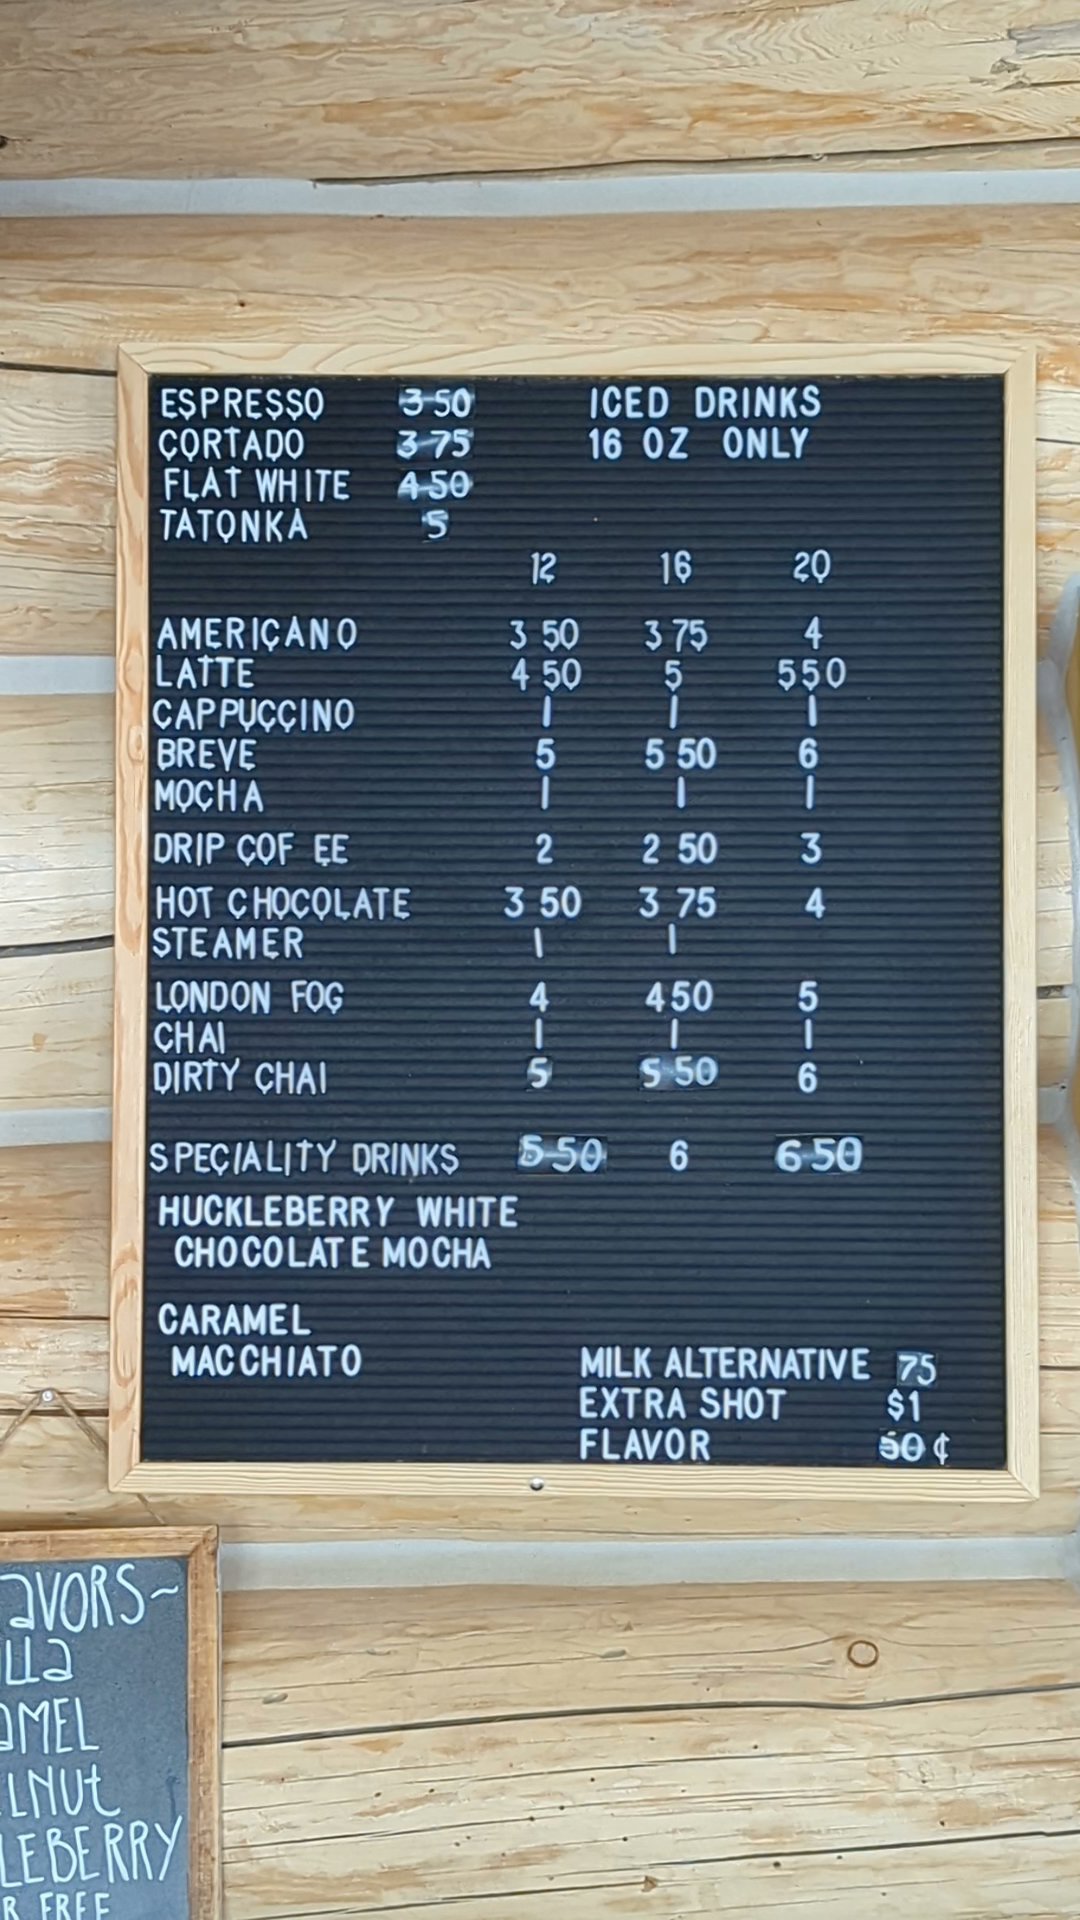 ESPRESSO 3 50 ICED DRINKS
CORTADO 3 75 16 OZ ONLY
FLAT WHITE 4 50
TATONKA 5
12 16 20
AMERICANO 3 50 3 75 4
LATTE 4 50 5 5 50
CAPPUCCINO | | |
BREVE 5 5 50 6
MOCHA | | |
DRIP COF EE 2 2 50 3
HOT CHOCOLATE 3 50 3 75 4
STEAMER | |
LONDON FOG 4 4 50 5
CHAI | | |
DIRTY CHAI 5 5 50 6
SPECIALITY DRINKS 5 50 6 6 50
HUCKLEBERRY WHITE
CHOCOLATE MOCHA
CARAMEL
MACCHIATO
MILK ALTERNATIVE 75
EXTRA SHOT $1
FLAVOR 50 ¢
FREE